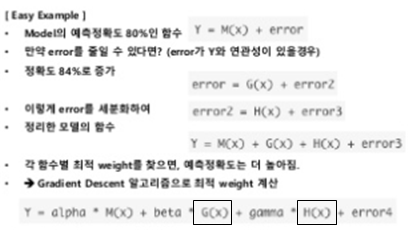 [ Easy Example ]
• Model의 예측정확도 80%인 함수 Y = M(x) + error
• 만약 error를 줄일 수 있다면? (error가 Y와 연관성이 있을경우)
• 정확도 84%로 증가
error = G(x) + error2
• 이렇게 error를 세분화하여 error2 = H(x) + error3
• 정리한 모델의 함수
Y = M(x) + G(x) + H(x) + error3
• 각 함수별 최적 weight를 찾으면, 예측정확도는 더 높아짐.
• ➔ Gradient Descent 알고리즘으로 최적 weight 계산
Y = alpha * M(x) + beta * G(x) + gamma * H(x) + error4